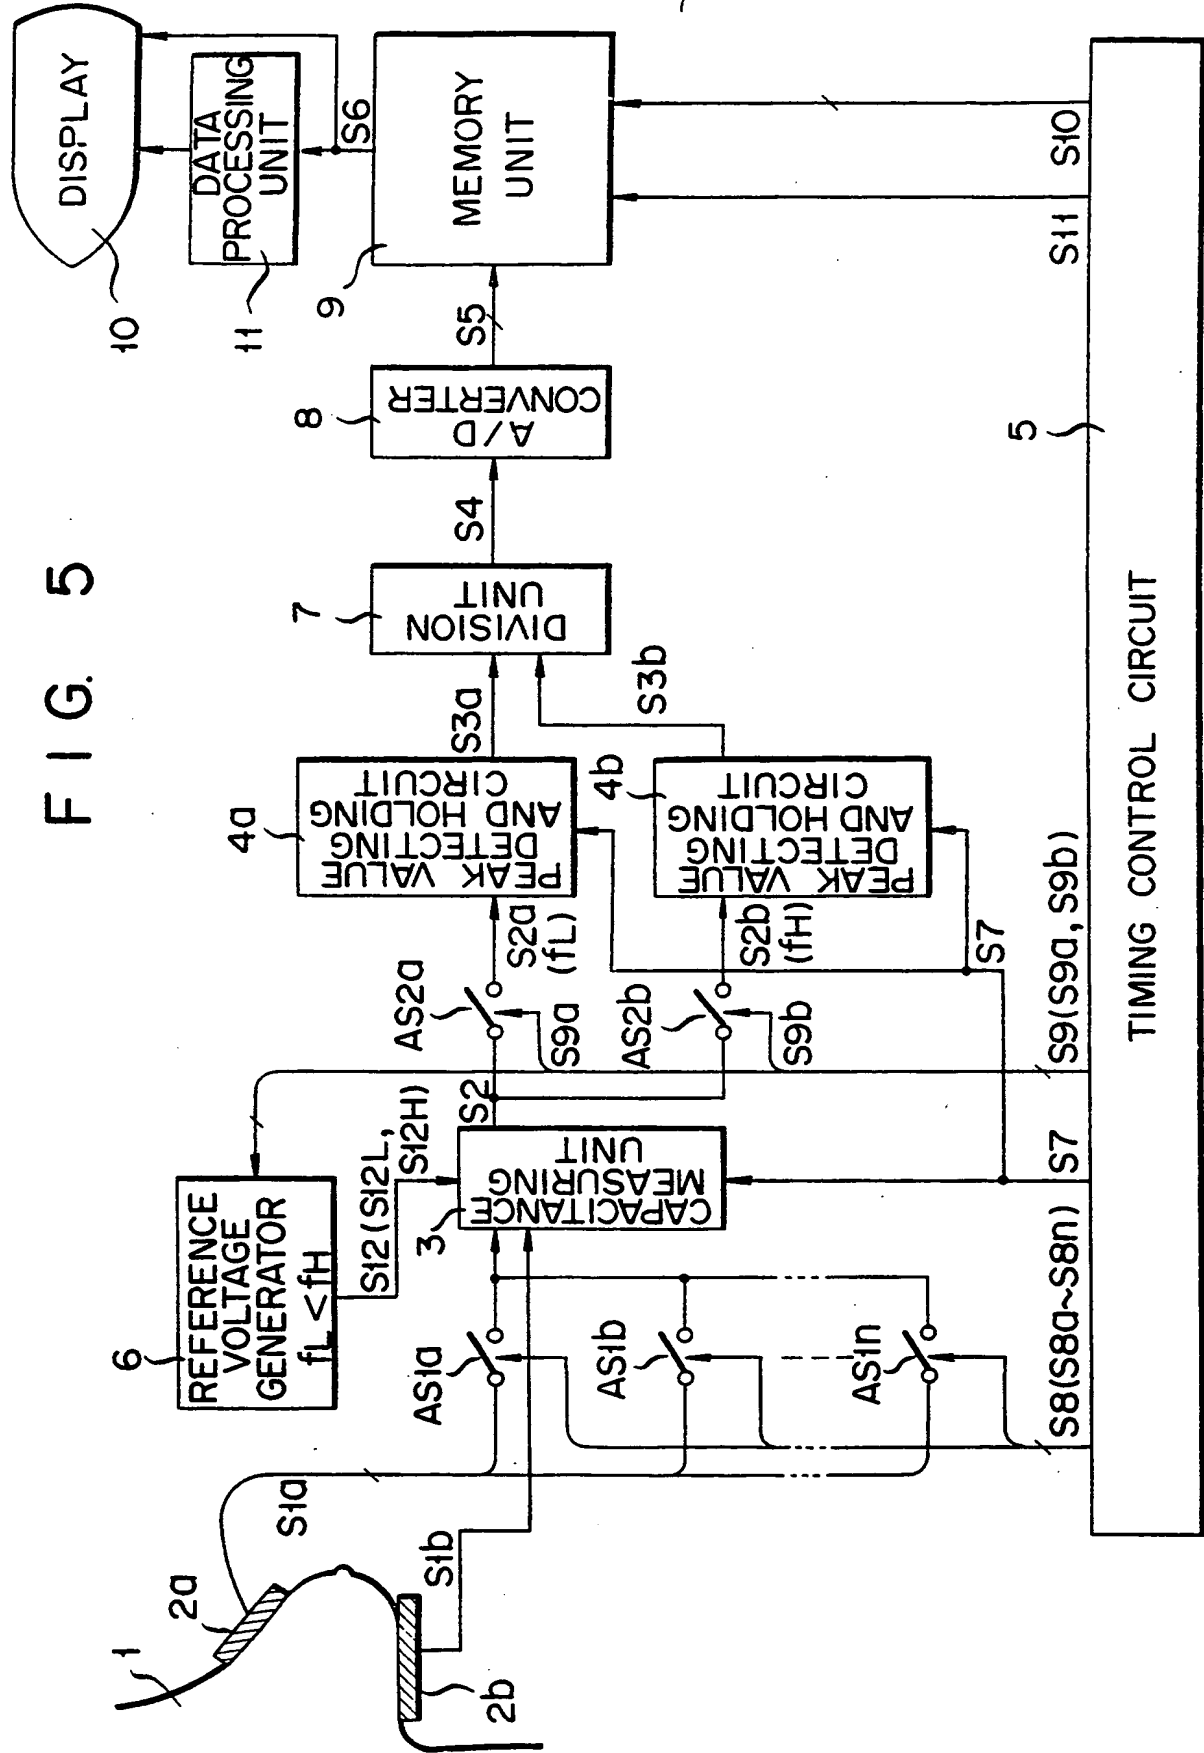 FIG. 5
1
2a
2b
S1a
S1b
6
REFERENCE
VOLTAGE
GENERATOR
fL <fH
S12(S12L,
S12H)
AS1a
AS1b
AS1n
3
CAPACITANCE
MEASURING
UNIT
S2
AS2a
S9a
AS2b
S9b
S2a
(fL)
S2b
(fH)
4a
PEAK VALUE
DETECTING
AND HOLDING
CIRCUIT
4b
PEAK VALUE
DETECTING
AND HOLDING
CIRCUIT
S3a
S3b
7
DIVISION
UNIT
S4
8
A/D
CONVERTER
S5
9
MEMORY
UNIT
S6
11
DATA
PROCESSING
UNIT
10
DISPLAY
S8(S8a~S8n)
S7
S7
S9(S9a, S9b)
S11
S10
5
TIMING CONTROL CIRCUIT